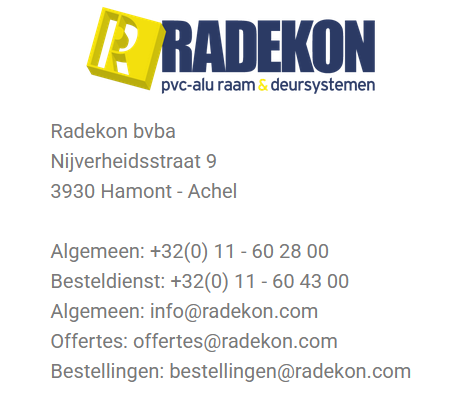 RADEKON
pvc-alu raam & deursystemen
Radekon bvba
Nijverheidsstraat 9
3930 Hamont - Achel
Algemeen: +32(0) 11 - 60 28 00
Besteldienst: +32(0) 11 - 60 43 00
Algemeen: info@radekon.com
Offertes: offertes@radekon.com
Bestellingen: bestellingen@radekon.com